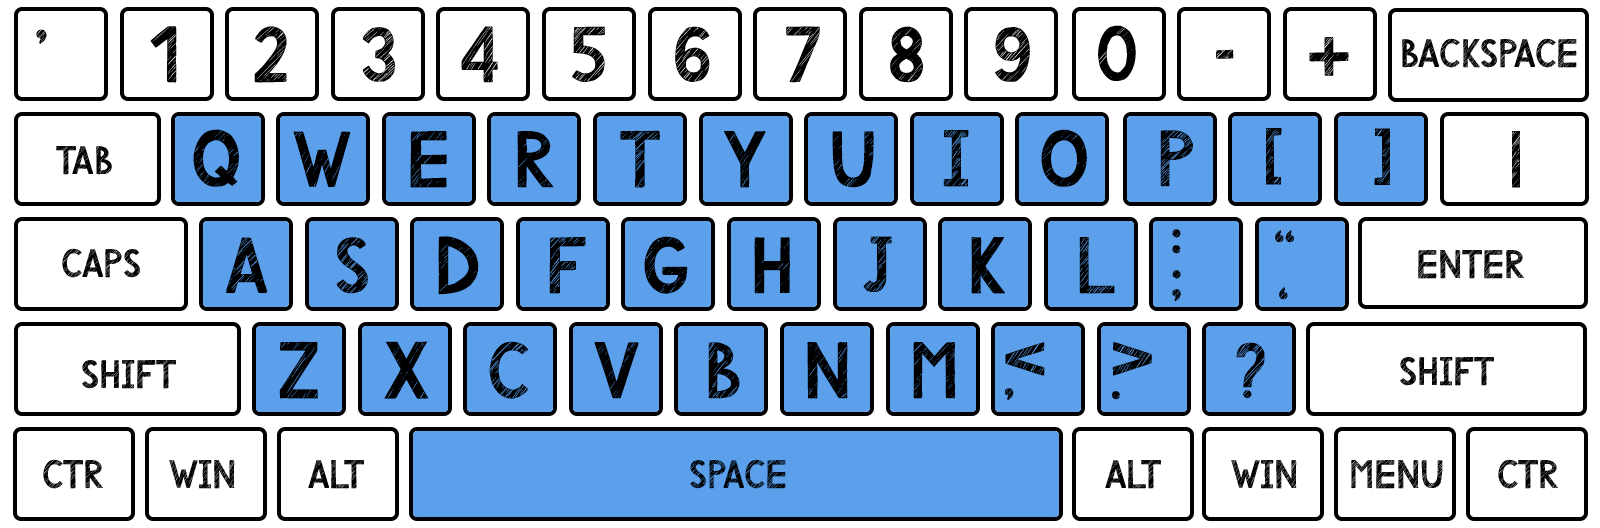 , 1 2 3 4 5 6 7 8 9 0 - + BACKSPACE
TAB Q W E R T Y U I O P [ ] |
CAPS A S D F G H J K L : ; “ ‘ ENTER
SHIFT Z X C V B N M < , > . ? SHIFT
CTR WIN ALT SPACE ALT WIN MENU CTR